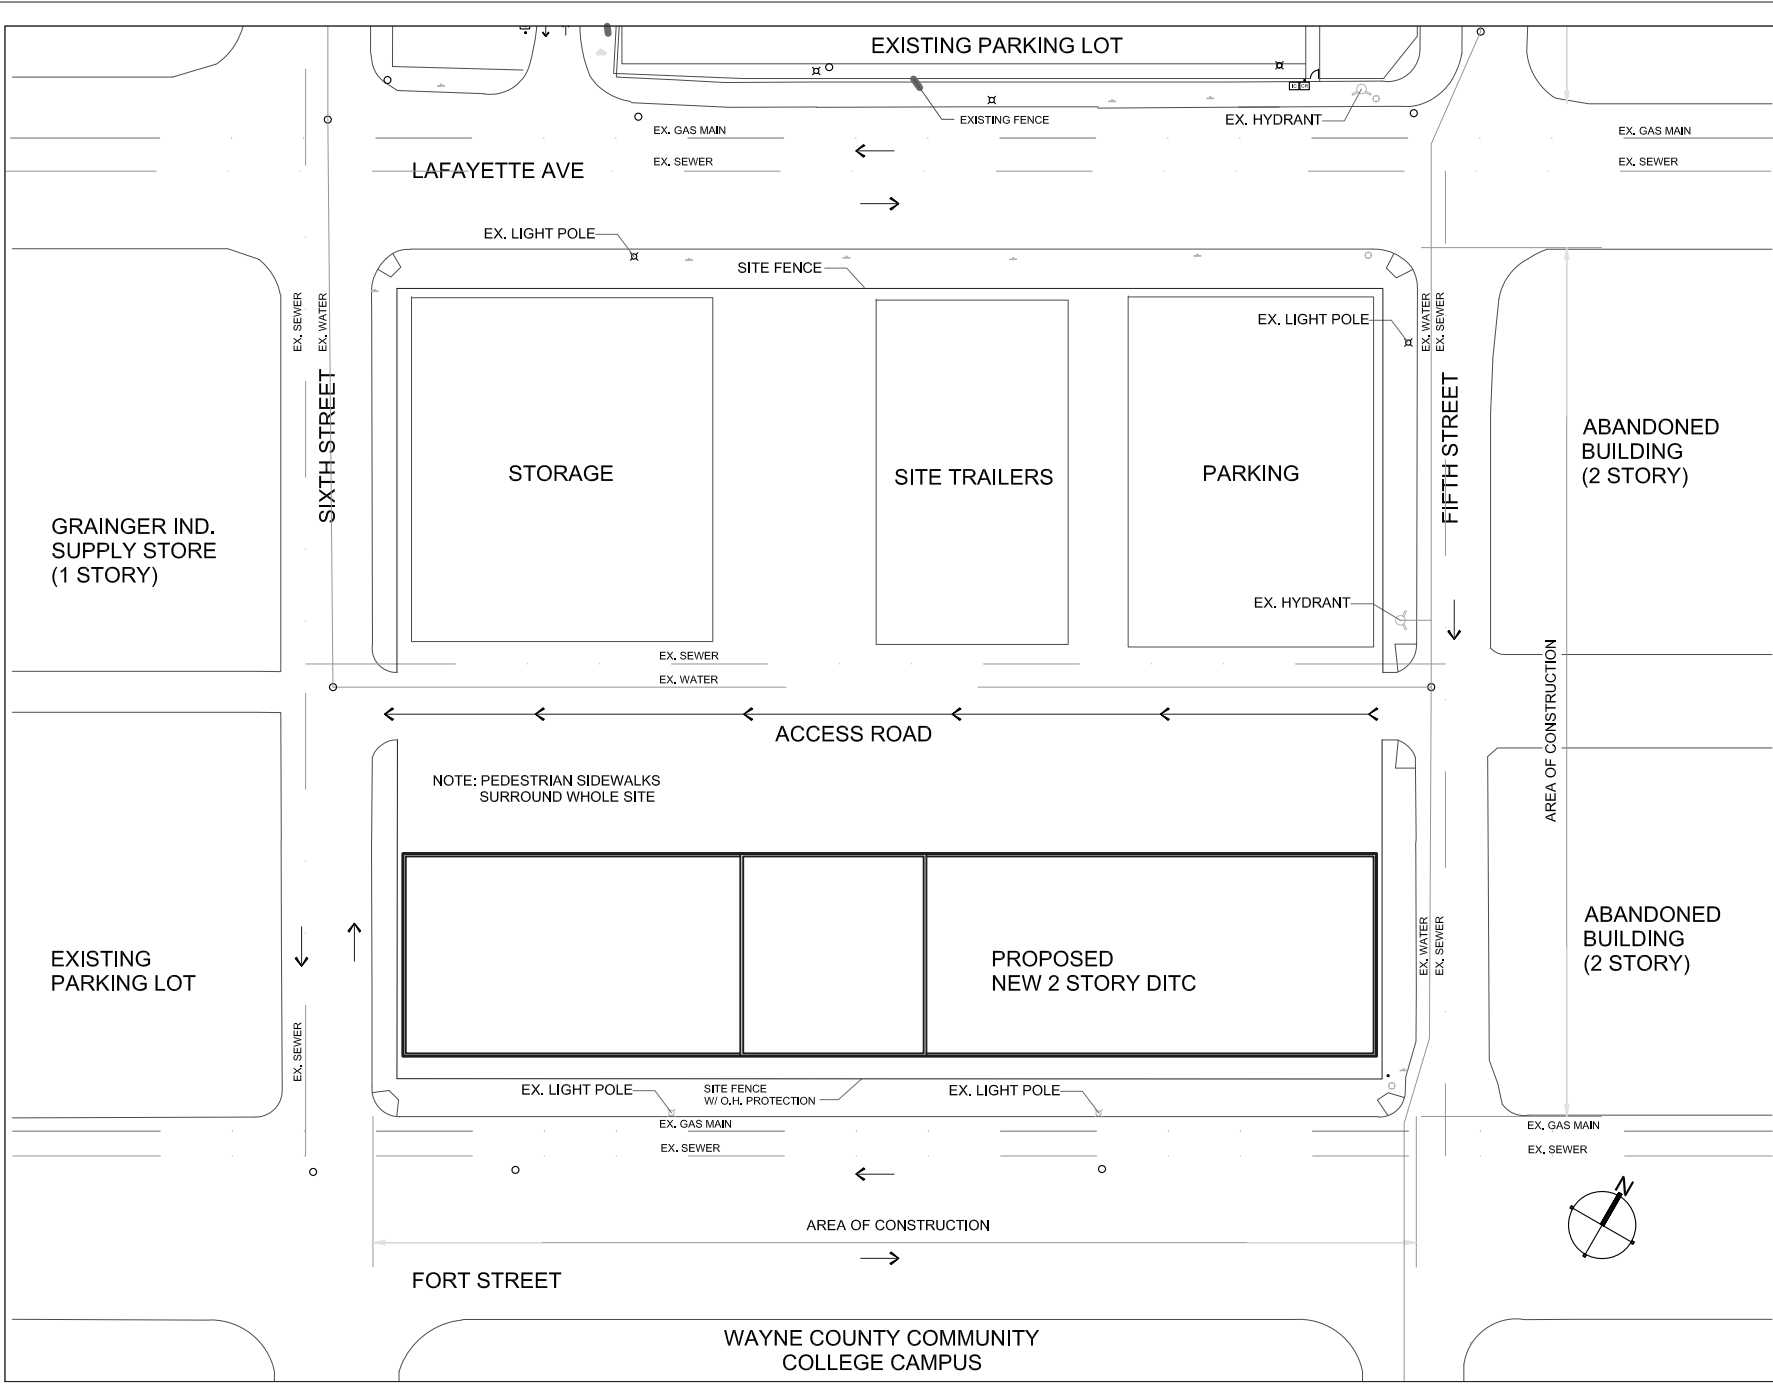 EXISTING PARKING LOT
EXISTING FENCE
EX. HYDRANT
EX. GAS MAIN
EX. GAS MAIN
EX. SEWER
EX. SEWER
LAFAYETTE AVE
EX. LIGHT POLE
SITE FENCE
EX. SEWER
EX. WATER
EX. LIGHT POLE
EX. WATER
EX. SEWER
SIXTH STREET
FIFTH STREET
STORAGE
SITE TRAILERS
PARKING
ABANDONED
BUILDING
(2 STORY)
GRAINGER IND.
SUPPLY STORE
(1 STORY)
EX. HYDRANT
EX. SEWER
EX. WATER
ACCESS ROAD
AREA OF CONSTRUCTION
NOTE: PEDESTRIAN SIDEWALKS
SURROUND WHOLE SITE
EXISTING
PARKING LOT
PROPOSED
NEW 2 STORY DITC
EX. WATER
EX. SEWER
ABANDONED
BUILDING
(2 STORY)
EX. SEWER
EX. LIGHT POLE
SITE FENCE
W/ O.H. PROTECTION
EX. LIGHT POLE
EX. GAS MAIN
EX. GAS MAIN
EX. SEWER
EX. SEWER
N
AREA OF CONSTRUCTION
FORT STREET
WAYNE COUNTY COMMUNITY
COLLEGE CAMPUS